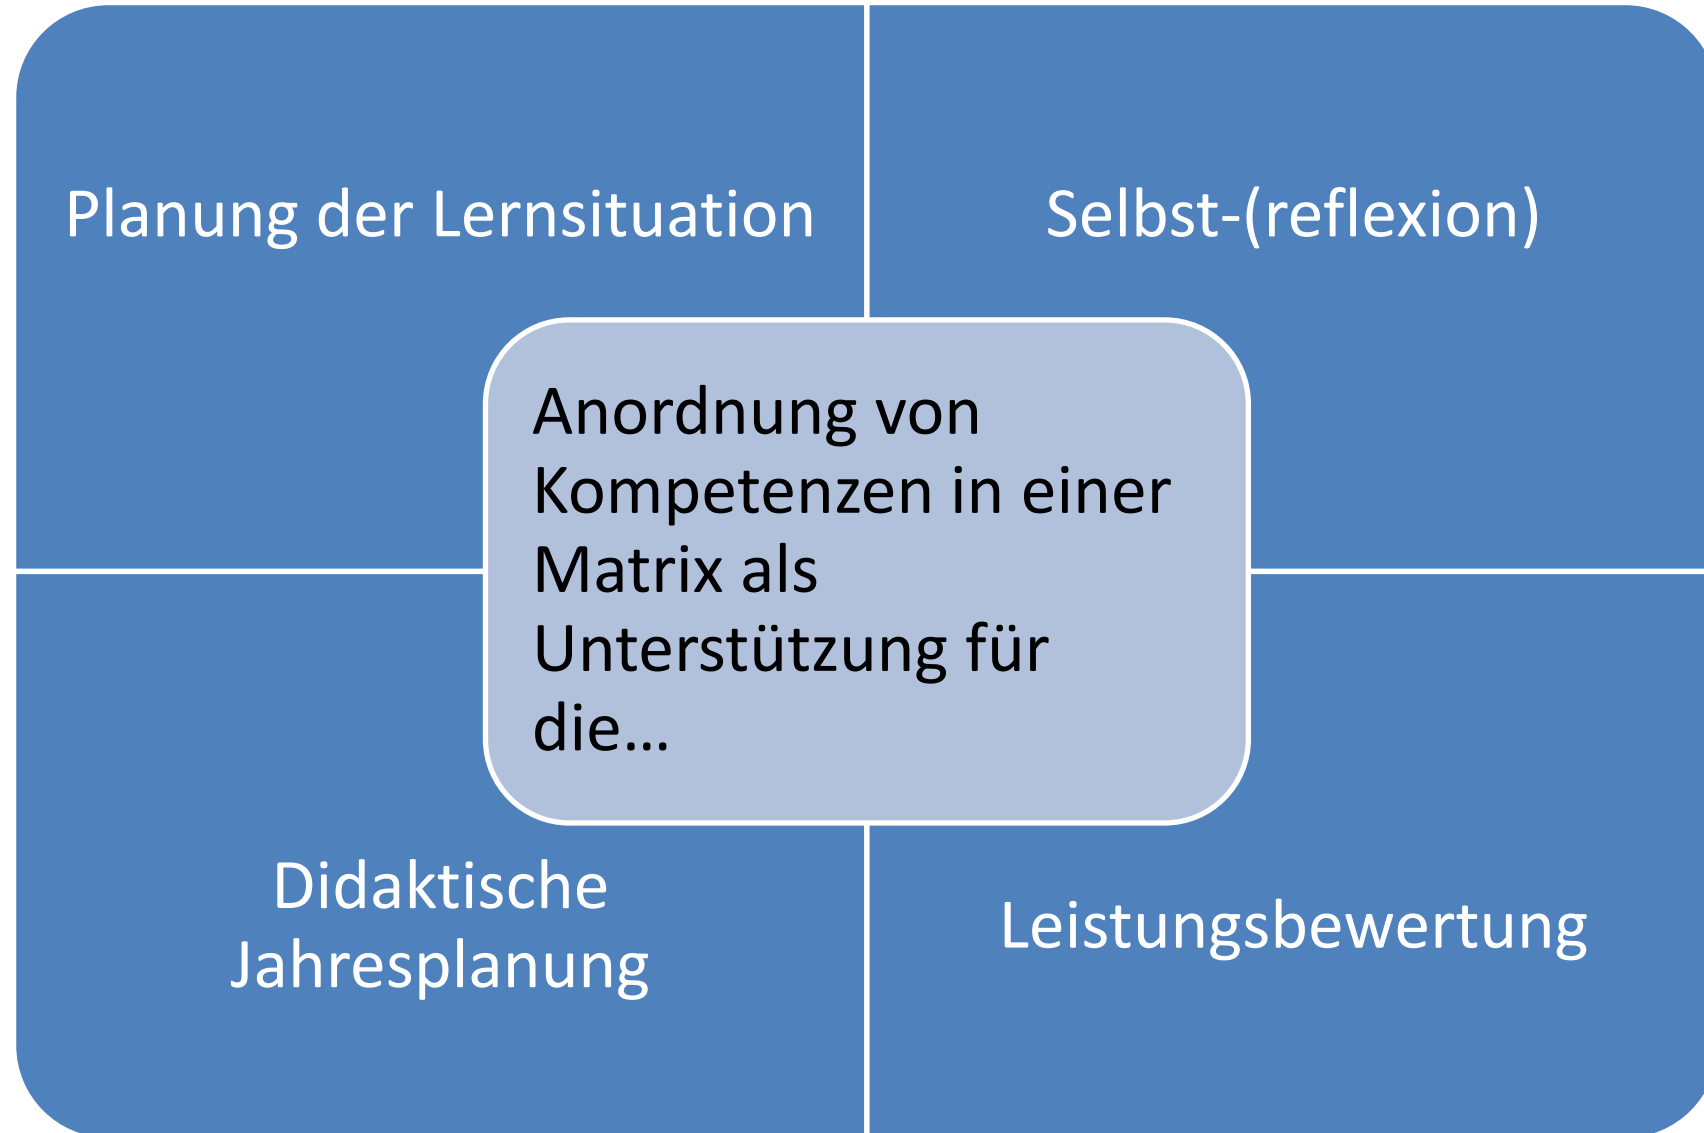 Planung der Lernsituation
Selbst-(reflexion)
Anordnung von
Kompetenzen in einer
Matrix als
Unterstützung für
die…
Didaktische
Jahresplanung
Leistungsbewertung